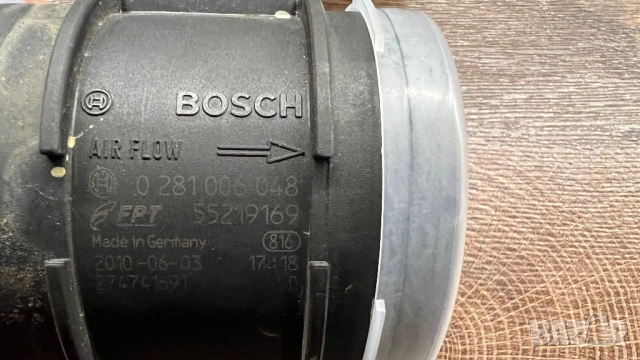 BOSCH
AIR FLOW
0 281 006 048
FPT 55219169
Made in Germany 816
2010-06-03 17:18